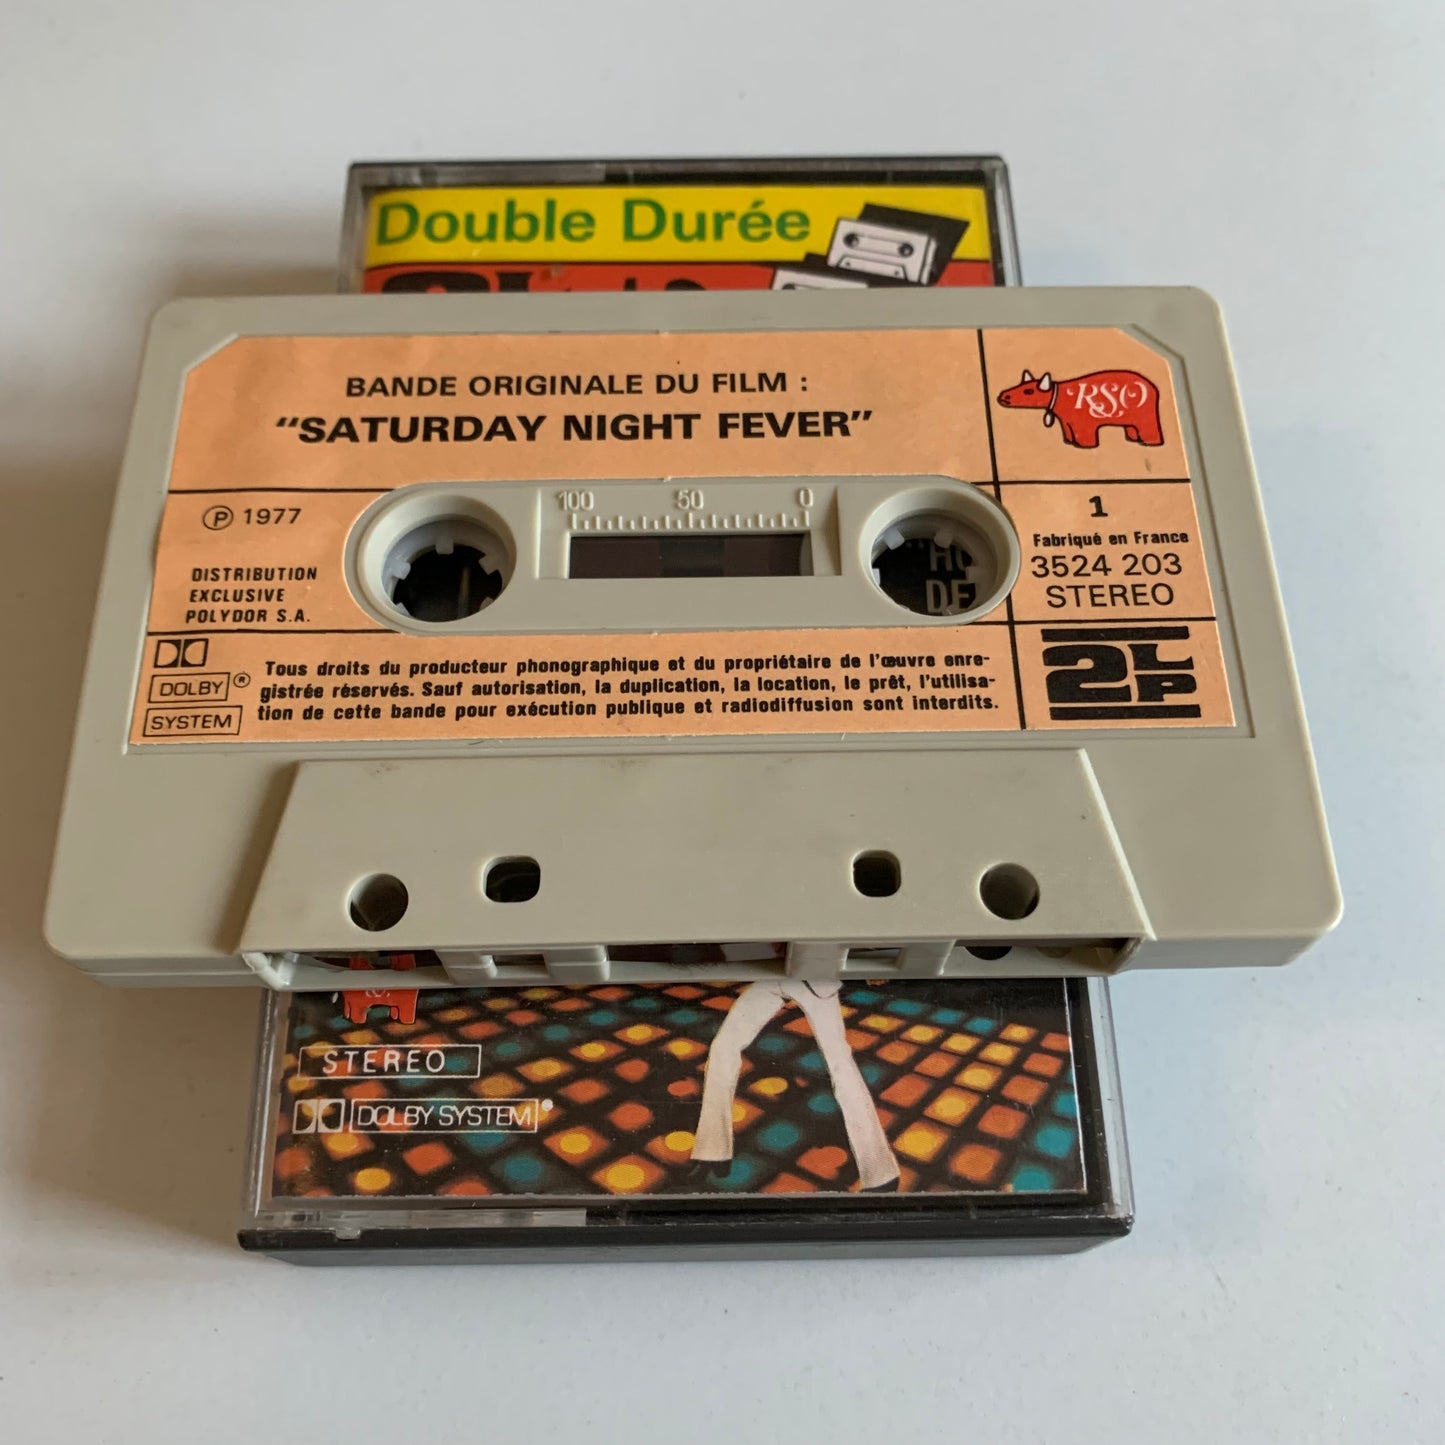 Double Durée
BANDE ORIGINALE DU FILM :
"SATURDAY NIGHT FEVER"
RSO
100 50 0
℗ 1977
1
Fabriqué en France
3524 203
STEREO
DISTRIBUTION
EXCLUSIVE
POLYDOR S.A.
DOLBY®
SYSTEM
Tous droits du producteur phonographique et du propriétaire de l'œuvre enre-
gistrée réservés. Sauf autorisation, la duplication, la location, le prêt, l'utilisa-
tion de cette bande pour exécution publique et radiodiffusion sont interdits.
2LP
STEREO
DOLBY SYSTEM